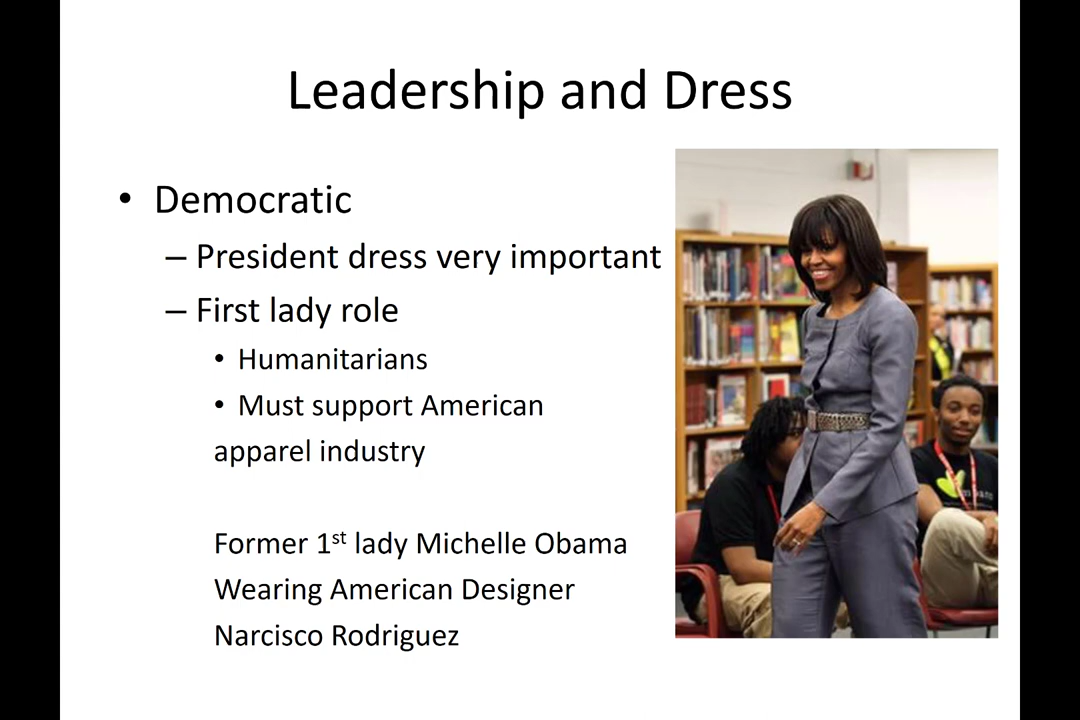 Leadership and Dress
• Democratic
– President dress very important
– First lady role
• Humanitarians
• Must support American
apparel industry
Former 1st lady Michelle Obama
Wearing American Designer
Narcisco Rodriguez